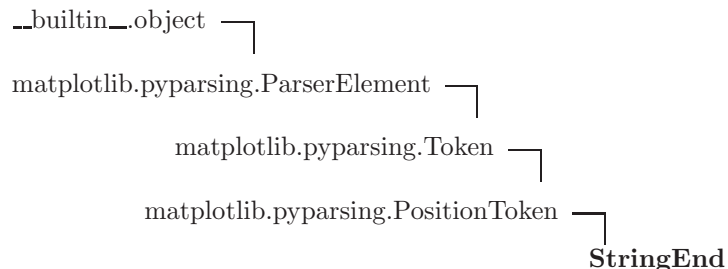 __builtin__.object
matplotlib.pyparsing.ParserElement
matplotlib.pyparsing.Token
matplotlib.pyparsing.PositionToken
StringEnd